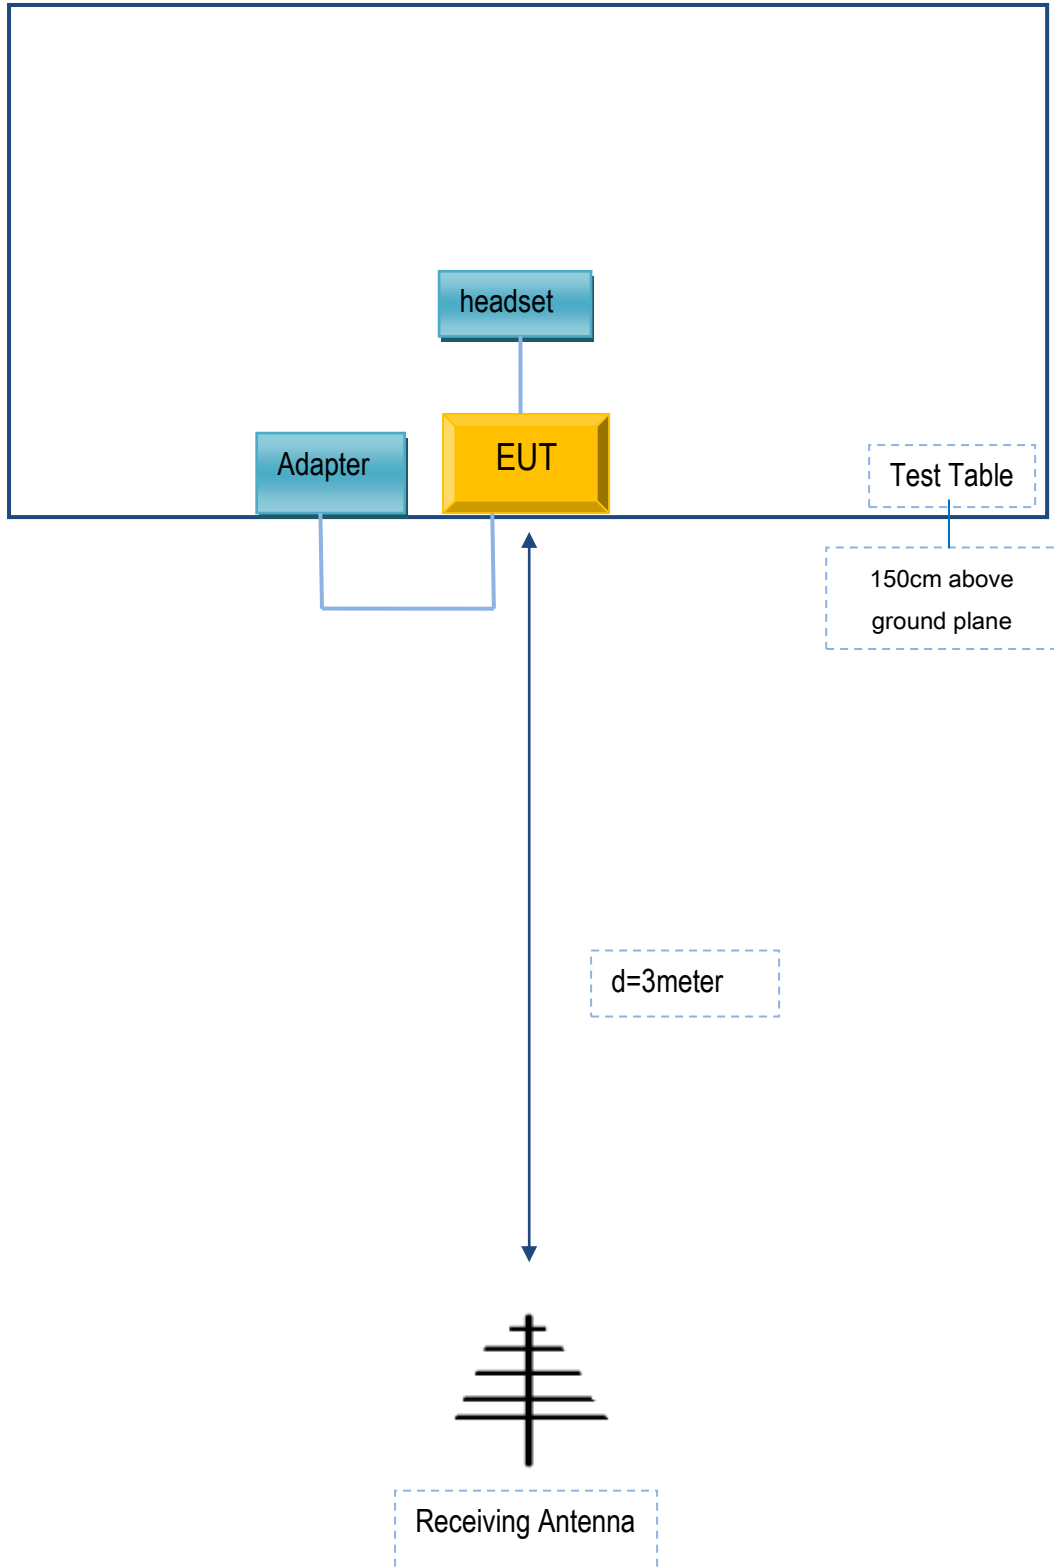 headset
EUT
Adapter
Test Table
150cm above
ground plane
d=3meter
Receiving Antenna